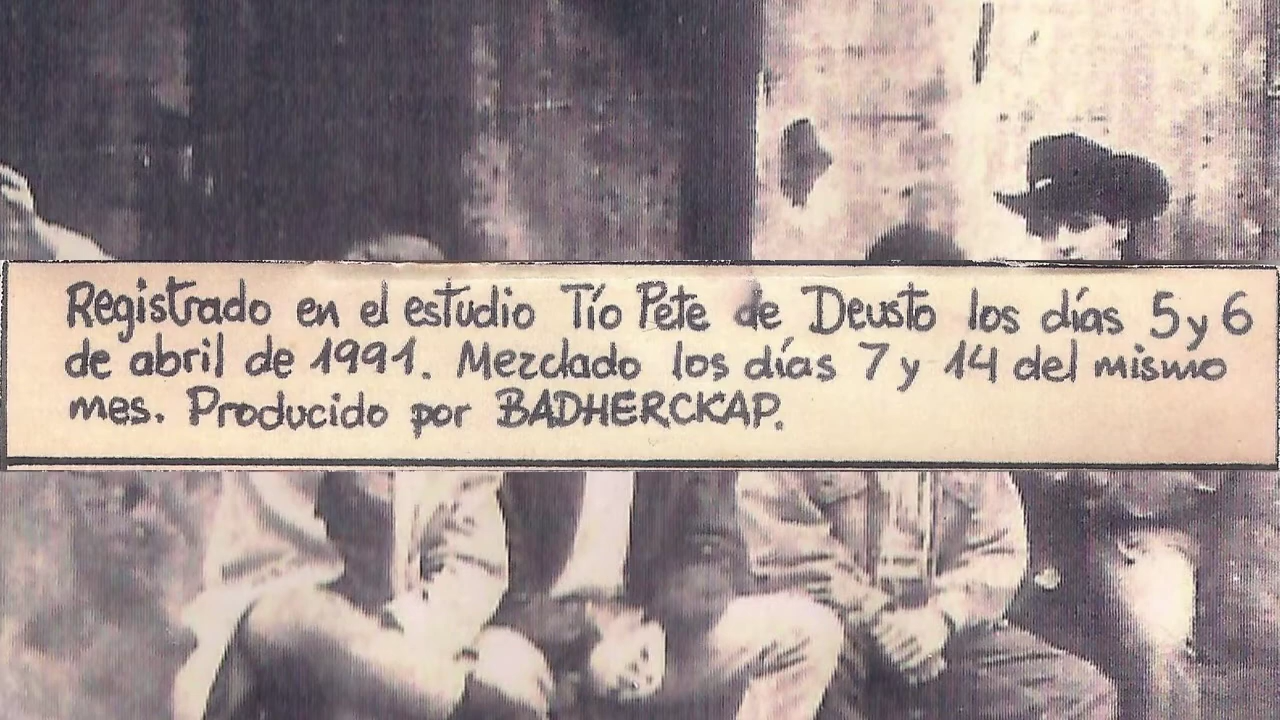 Registrado en el estudio Tío Pete de Deusto los días 5 y 6
de abril de 1991. Mezclado los días 7 y 14 del mismo
mes. Producido por BADHERCKAP.